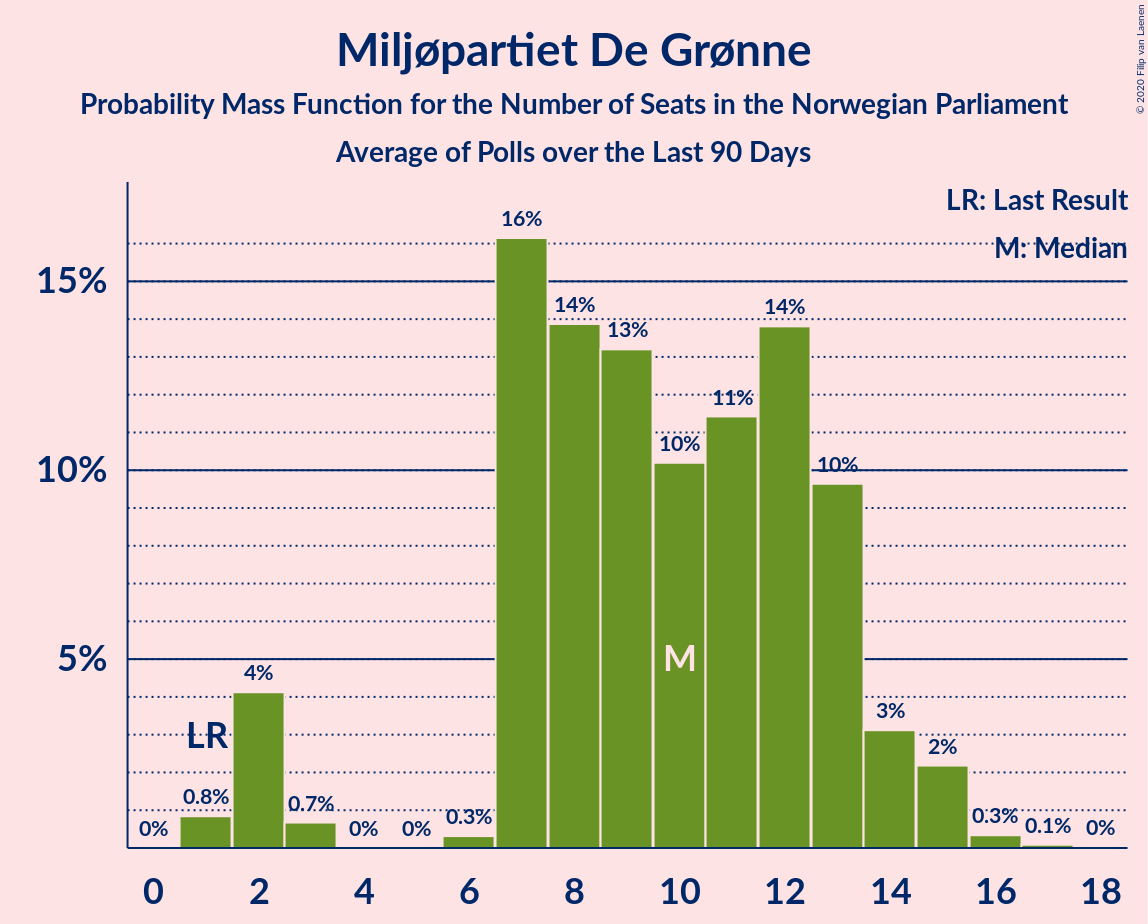 Miljøpartiet De Grønne
Probability Mass Function for the Number of Seats in the Norwegian Parliament
Average of Polls over the Last 90 Days
© 2020 Filip van Laenen
LR: Last Result
M: Median
15%
10%
5%
0%
0.8%
4%
0.7%
0%
0%
0.3%
16%
14%
13%
10%
11%
14%
10%
3%
2%
0.3%
0.1%
0%
LR
M
0 2 4 6 8 10 12 14 16 18